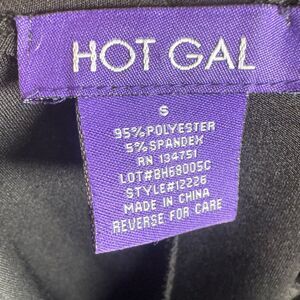 HOT GAL
S
95% POLYESTER
5% SPANDEX
RN 134751
LOT#BH68005C
STYLE#12226
MADE IN CHINA
REVERSE FOR CARE